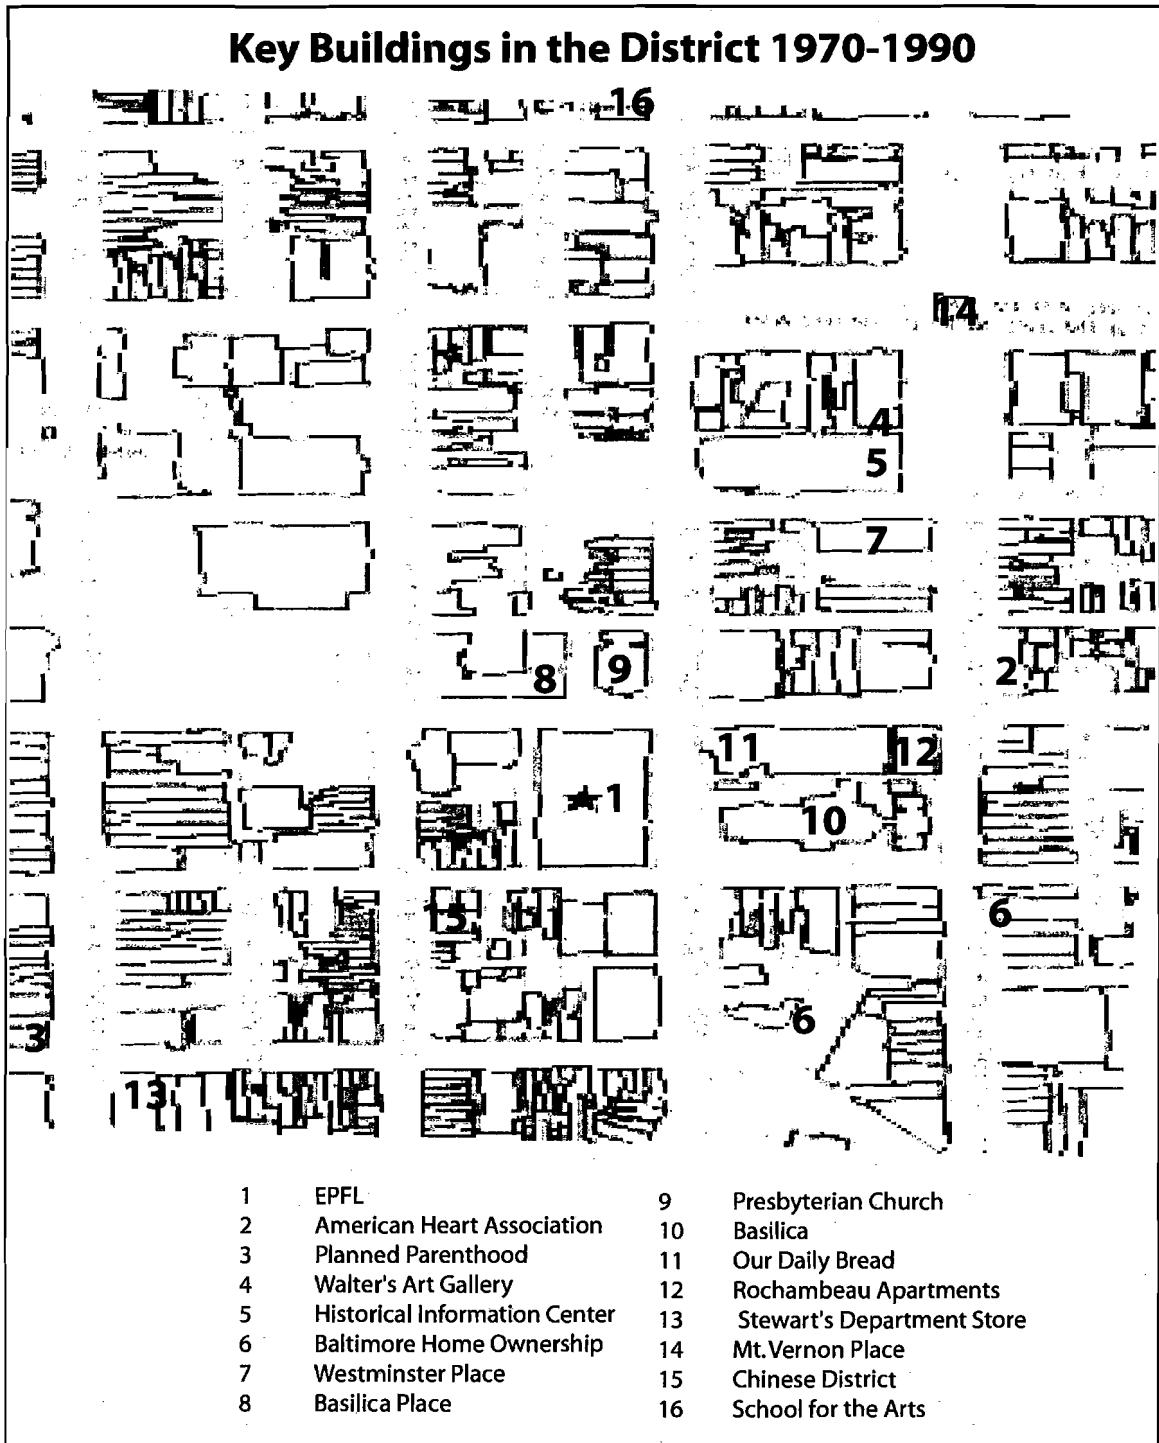 Key Buildings in the District 1970-1990
16
14
4
5
7
8
9
2
11
12
1
10
15
6
6
3
13
1 EPFL
2 American Heart Association
3 Planned Parenthood
4 Walter's Art Gallery
5 Historical Information Center
6 Baltimore Home Ownership
7 Westminster Place
8 Basilica Place
9 Presbyterian Church
10 Basilica
11 Our Daily Bread
12 Rochambeau Apartments
13 Stewart's Department Store
14 Mt. Vernon Place
15 Chinese District
16 School for the Arts